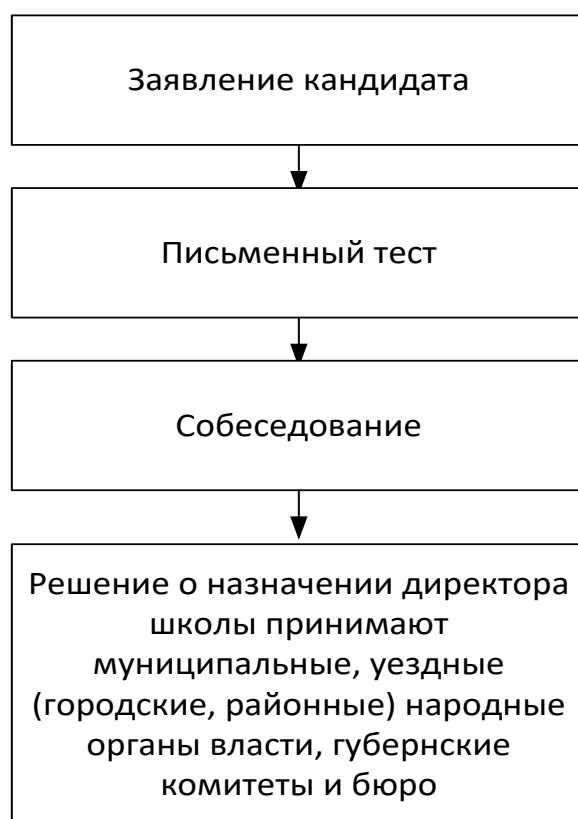 Заявление кандидата
Письменный тест
Собеседование
Решение о назначении директора
школы принимают
муниципальные, уездные
(городские, районные) народные
органы власти, губернские
комитеты и бюро